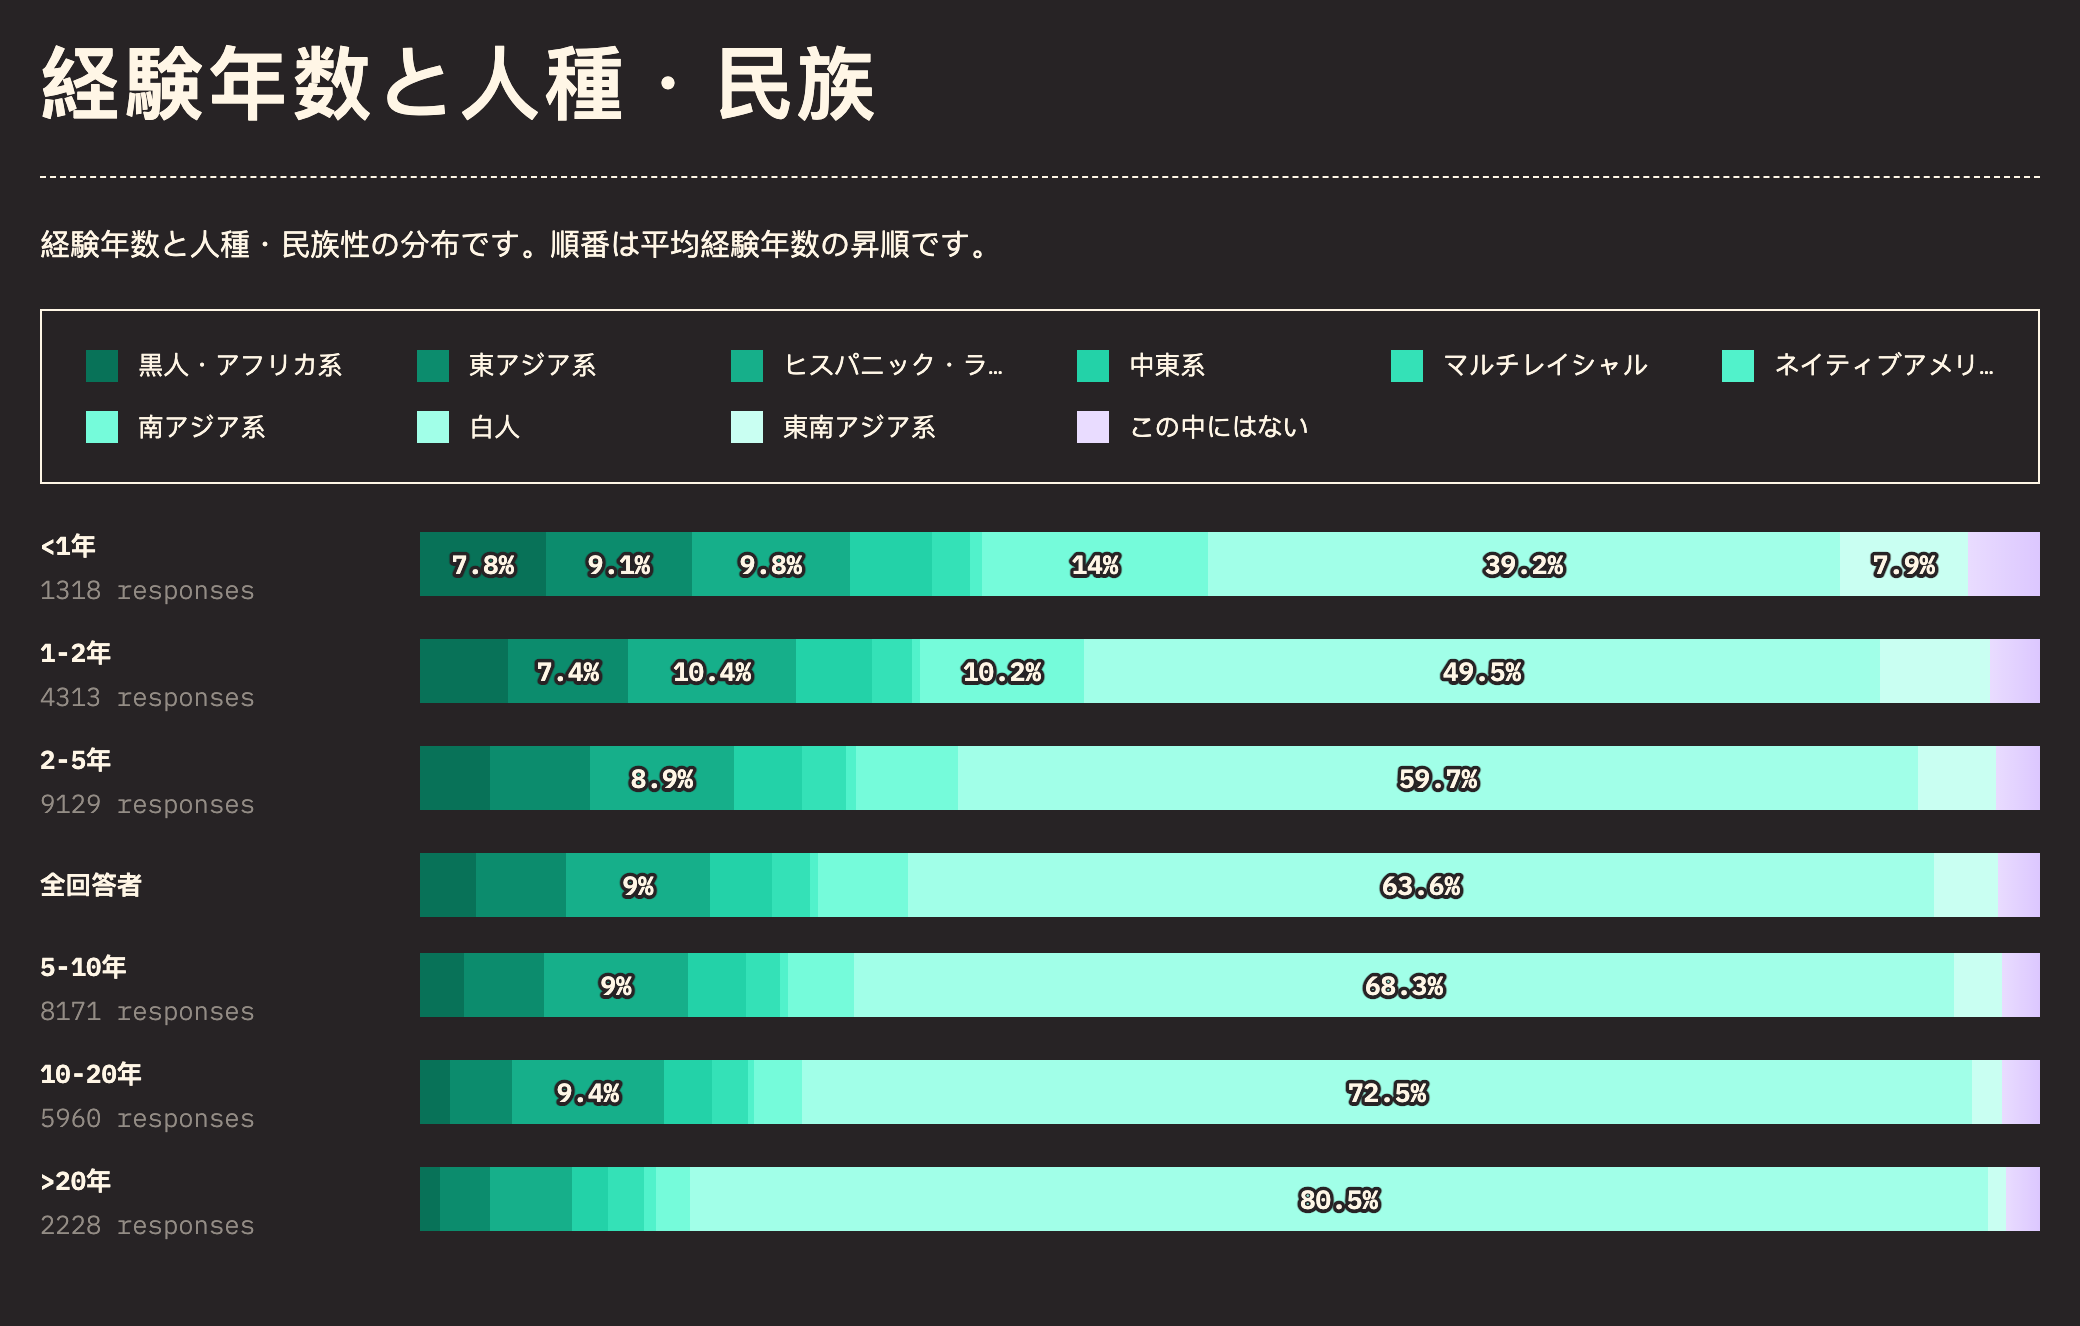 経験年数と人種・民族
経験年数と人種・民族性の分布です。順番は平均経験年数の昇順です。
黒人・アフリカ系 東アジア系 ヒスパニック・ラ… 中東系 マルチレイシャル ネイティブアメリ…
南アジア系 白人 東南アジア系 この中にはない
<1年
7.8% 9.1% 9.8% 14% 39.2% 7.9%
1318 responses
1-2年
7.4% 10.4% 10.2% 49.5%
4313 responses
2-5年
8.9% 59.7%
9129 responses
全回答者 9% 63.6%
5-10年
9% 68.3%
8171 responses
10-20年
9.4% 72.5%
5960 responses
>20年
80.5%
2228 responses